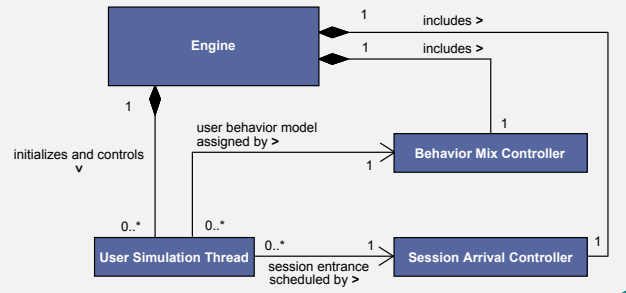 1
includes >
Engine
1
includes >
1
user behavior model
assigned by >
1
initializes and controls
v
1
Behavior Mix Controller
0..*
0..*
0..*
1
1
User Simulation Thread
Session Arrival Controller
session entrance
scheduled by >